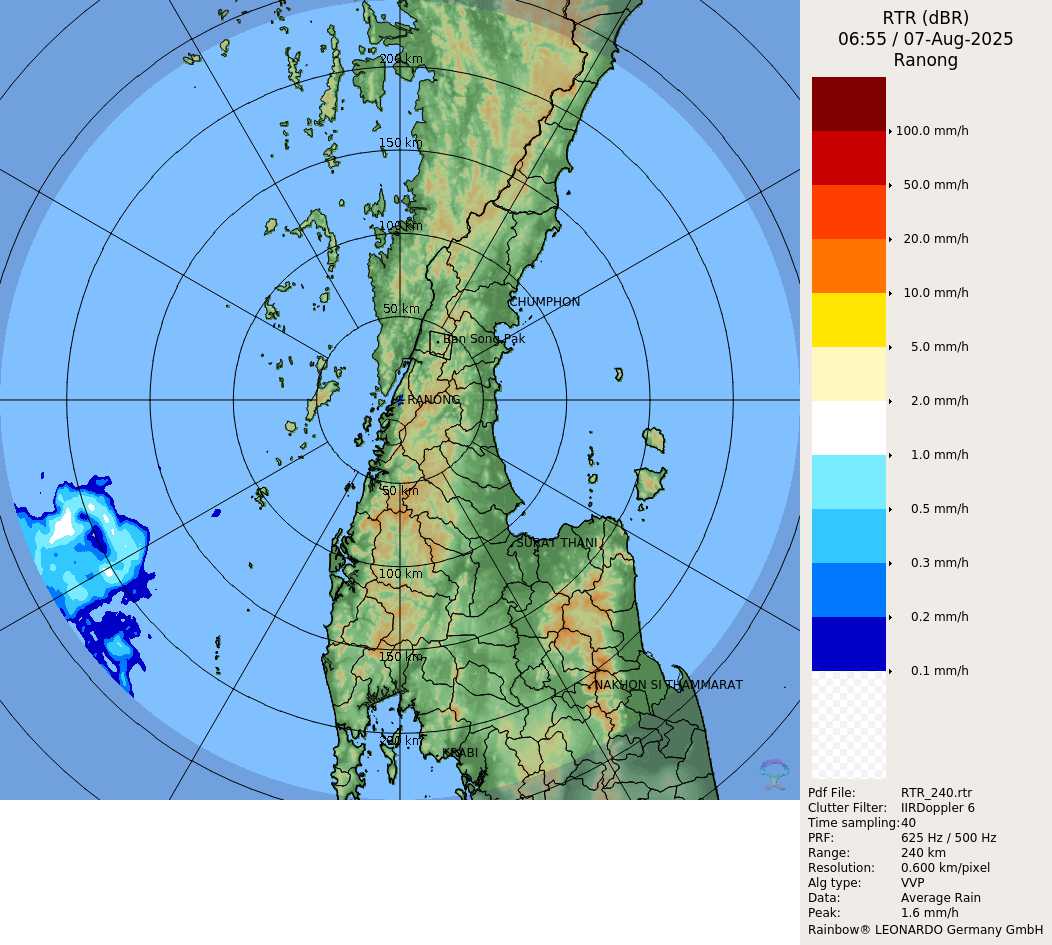 RTR (dBR)
06:55 / 07-Aug-2025
Ranong
200 km
150 km
100 km
50 km
CHUMPHON
Ban Song Pak
RANONG
50 km
SURAT THANI
100 km
150 km
NAKHON SI THAMMARAT
200 km
KRABI
100.0 mm/h
50.0 mm/h
20.0 mm/h
10.0 mm/h
5.0 mm/h
2.0 mm/h
1.0 mm/h
0.5 mm/h
0.3 mm/h
0.2 mm/h
0.1 mm/h
Pdf File: RTR_240.rtr
Clutter Filter: IIRDoppler 6
Time sampling:40
PRF: 625 Hz / 500 Hz
Range: 240 km
Resolution: 0.600 km/pixel
Alg type: VVP
Data: Average Rain
Peak: 1.6 mm/h
Rainbow® LEONARDO Germany GmbH